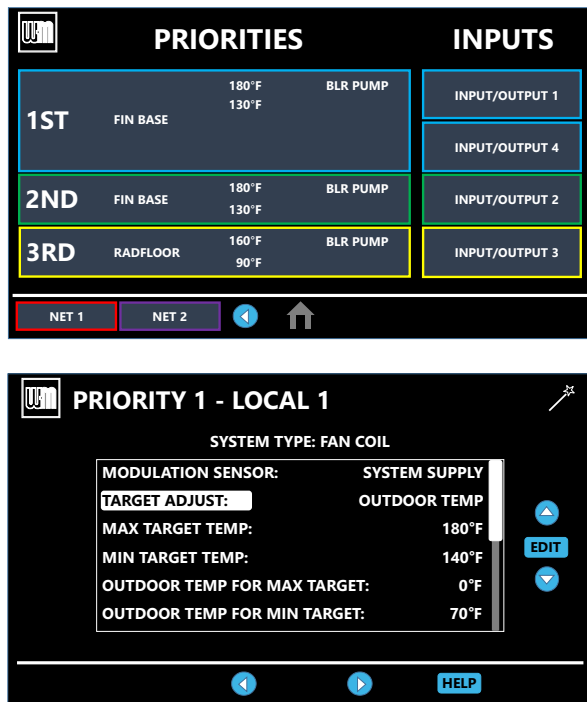 WM PRIORITIES INPUTS
180°F BLR PUMP
1ST FIN BASE 130°F
INPUT/OUTPUT 1
INPUT/OUTPUT 4
2ND FIN BASE 180°F BLR PUMP
130°F
INPUT/OUTPUT 2
3RD RADFLOOR 160°F BLR PUMP
90°F
INPUT/OUTPUT 3
NET 1 NET 2
WM PRIORITY 1 - LOCAL 1
SYSTEM TYPE: FAN COIL
MODULATION SENSOR: SYSTEM SUPPLY
TARGET ADJUST: OUTDOOR TEMP
MAX TARGET TEMP: 180°F
MIN TARGET TEMP: 140°F
OUTDOOR TEMP FOR MAX TARGET: 0°F
OUTDOOR TEMP FOR MIN TARGET: 70°F
EDIT
HELP